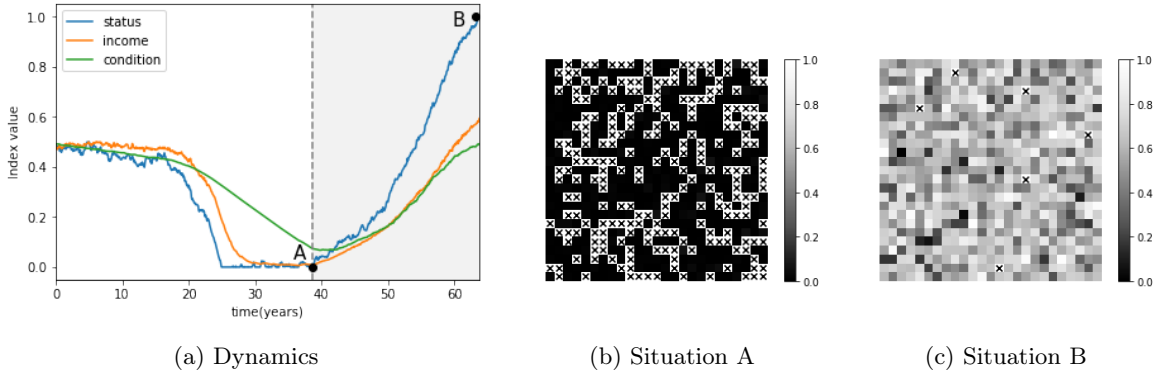 status
income
condition
B
A
Index value
1.0
0.8
0.6
0.4
0.2
0.0
0 10 20 30 40 50 60
time(years)
1.0
0.8
0.6
0.4
0.2
0.0
1.0
0.8
0.6
0.4
0.2
0.0
(a) Dynamics
(b) Situation A
(c) Situation B